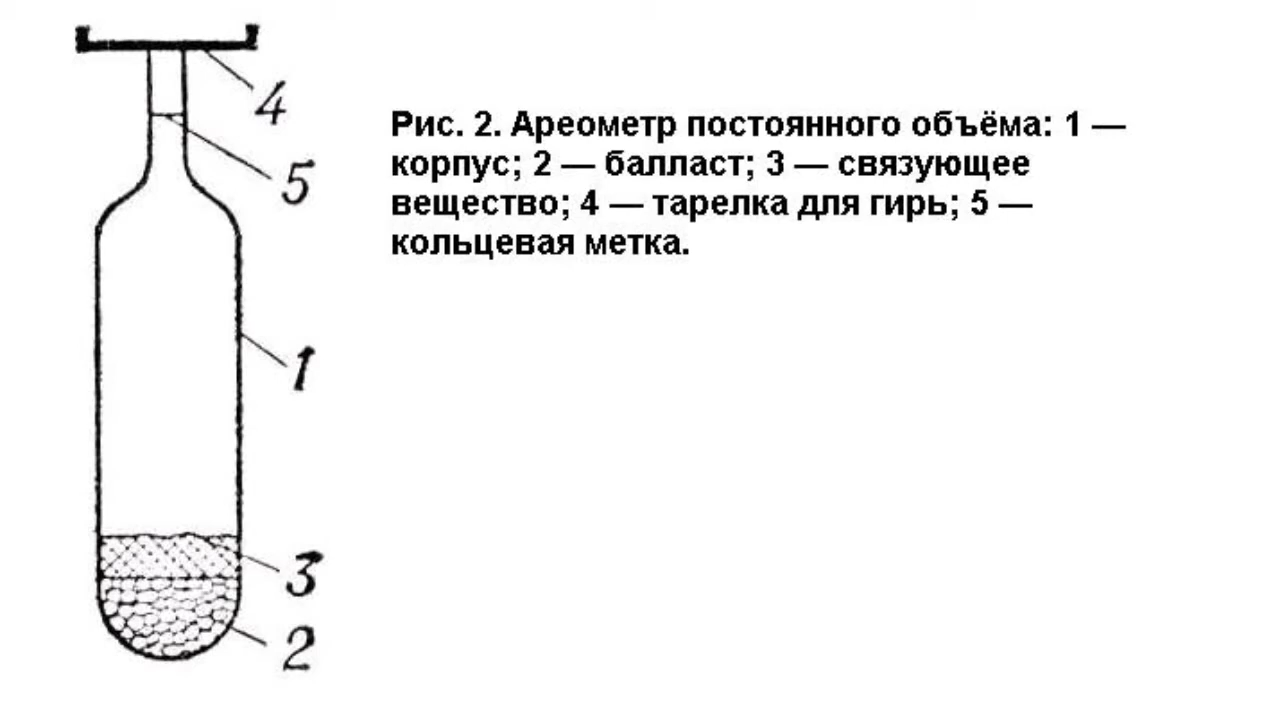 4
5
1
3
2
Рис. 2. Ареометр постоянного объёма: 1 —
корпус; 2 — балласт; 3 — связующее
вещество; 4 — тарелка для гирь; 5 —
кольцевая метка.